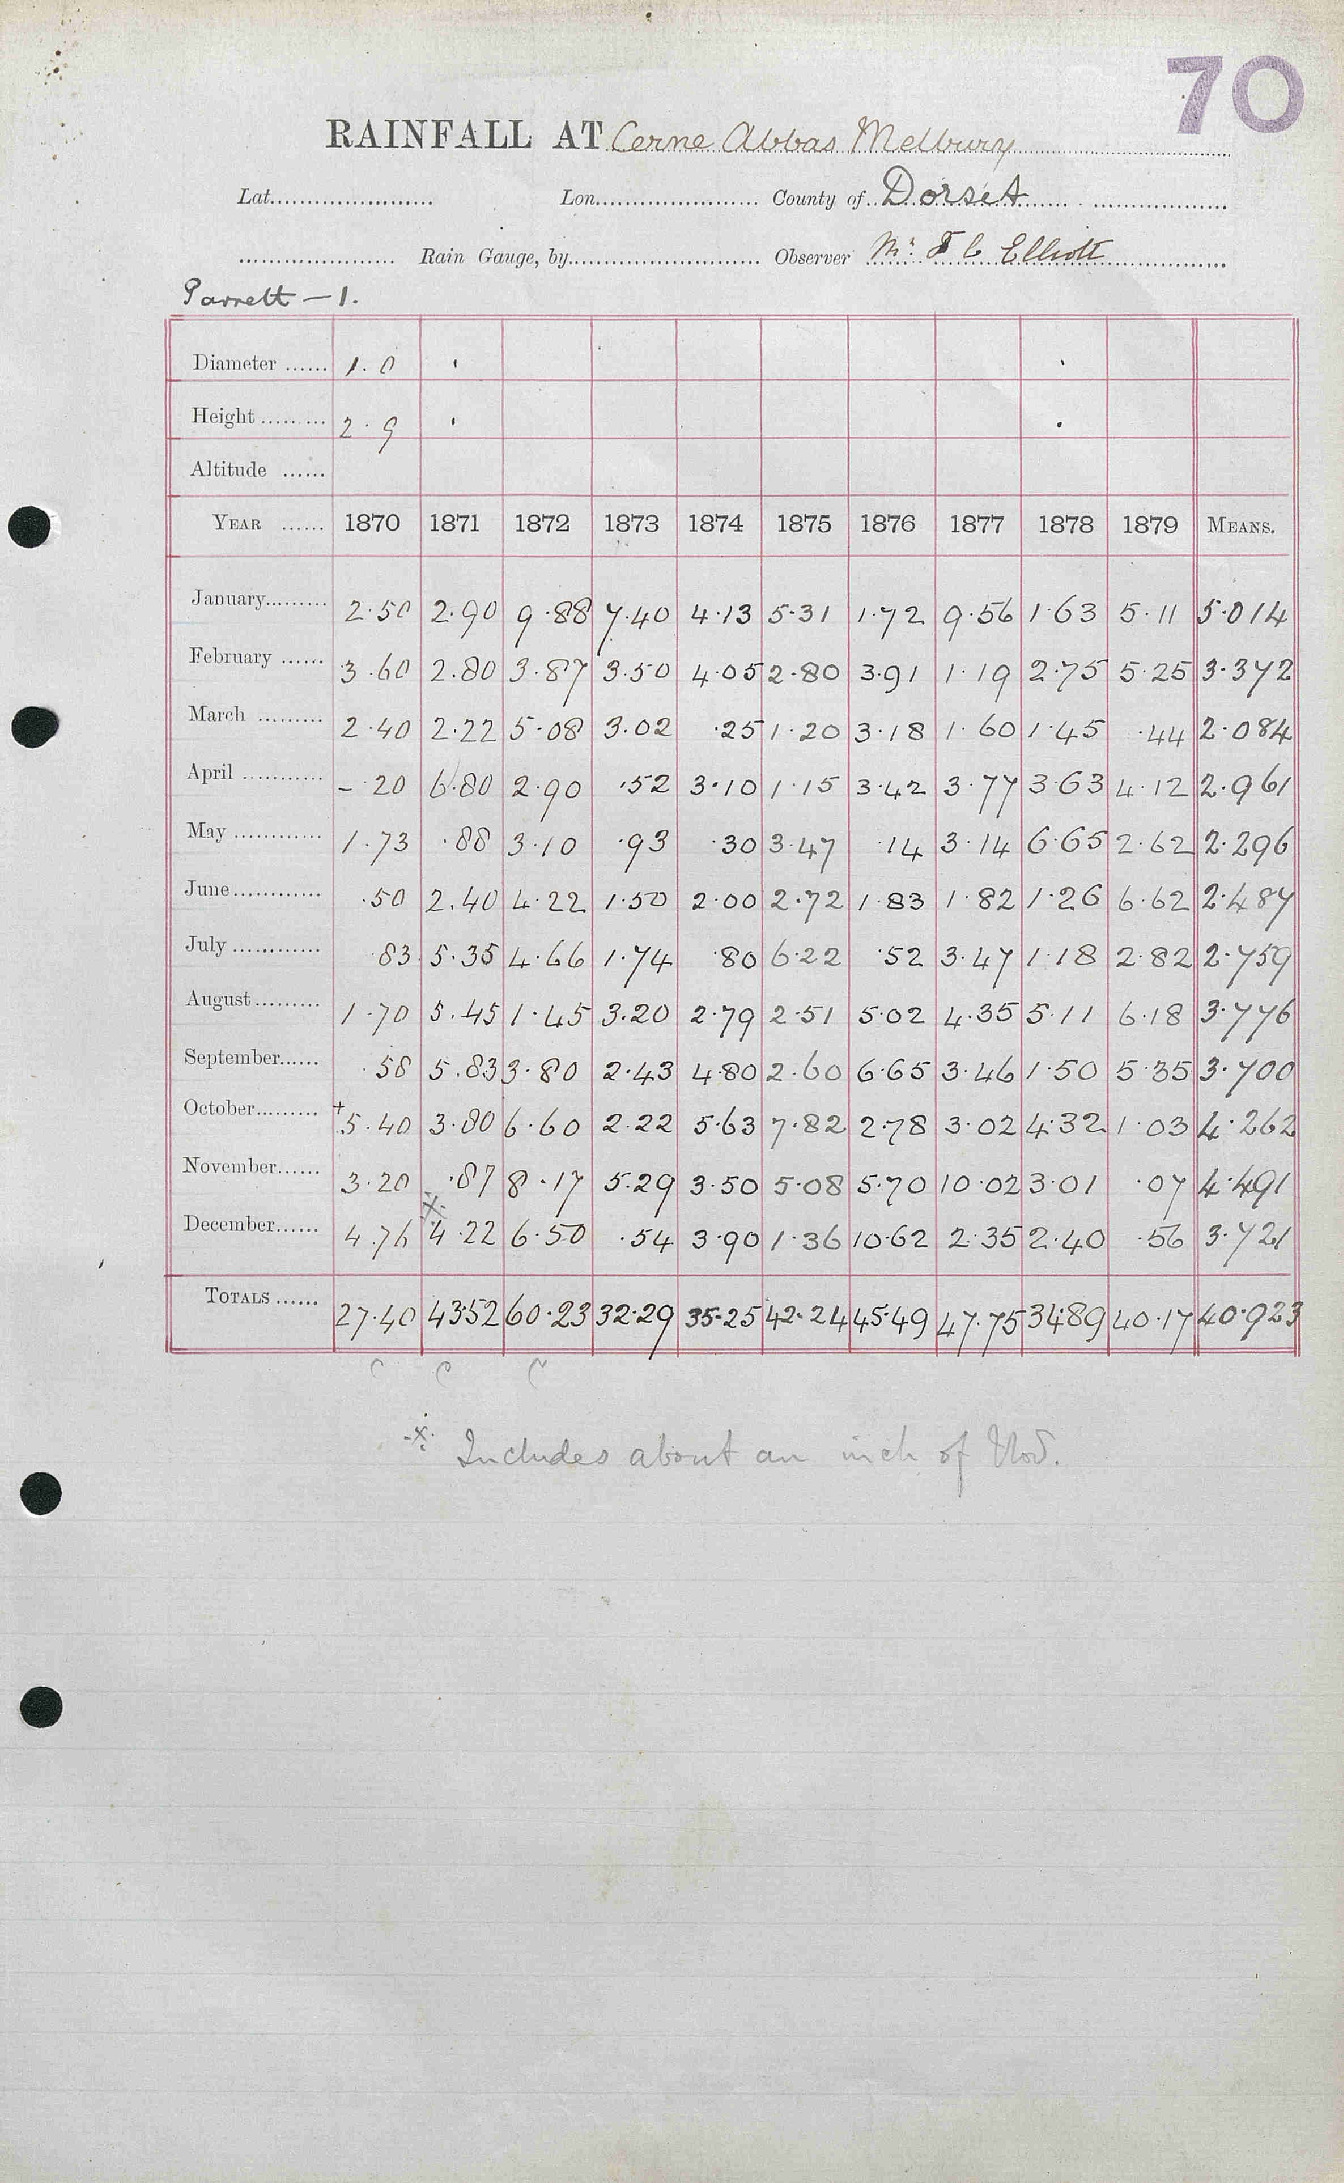 70
RAINFALL AT Cerne Abbas Melbury
Lat. Lon. County of Dorset
Rain Gauge, by Observer Mr. F C Elliott
Parrett — 1.
Diameter 1.0 ' .
Height 2.9 ' .
Altitude
YEAR 1870 1871 1872 1873 1874 1875 1876 1877 1878 1879 MEANS.
January 2.50 2.90 9.88 7.40 4.13 5.31 1.72 9.56 1.63 5.11 5.014
February 3.60 2.80 3.87 3.50 4.05 2.80 3.91 1.19 2.75 5.25 3.372
March 2.40 2.22 5.08 3.02 .25 1.20 3.18 1.60 1.45 .44 2.084
April - .20 6.80 2.90 .52 3.10 1.15 3.42 3.77 3.63 4.12 2.961
May 1.73 .88 3.10 .93 .30 3.47 .14 3.14 6.65 2.62 2.296
June .50 2.40 4.22 1.50 2.00 2.72 1.83 1.82 1.26 6.62 2.487
July .83 5.35 4.66 1.74 .80 6.22 .52 3.47 1.18 2.82 2.759
August 1.70 5.45 1.45 3.20 2.79 2.51 5.02 4.35 5.11 6.18 3.776
September .58 5.83 3.80 2.43 4.80 2.60 6.65 3.46 1.50 5.35 3.700
October +5.40 3.80 6.60 2.22 5.63 7.82 2.78 3.02 4.32 1.03 4.262
November 3.20 .87 8.17 5.29 3.50 5.08 5.70 10.02 3.01 .07 4.491
December 4.76 * 4.22 6.50 .54 3.90 1.36 10.62 2.35 2.40 .56 3.721
TOTALS 27.40 43.52 60.23 32.29 35.25 42.24 45.49 47.75 34.89 40.17 40.923
c c c
* Includes about an inch of Nov.